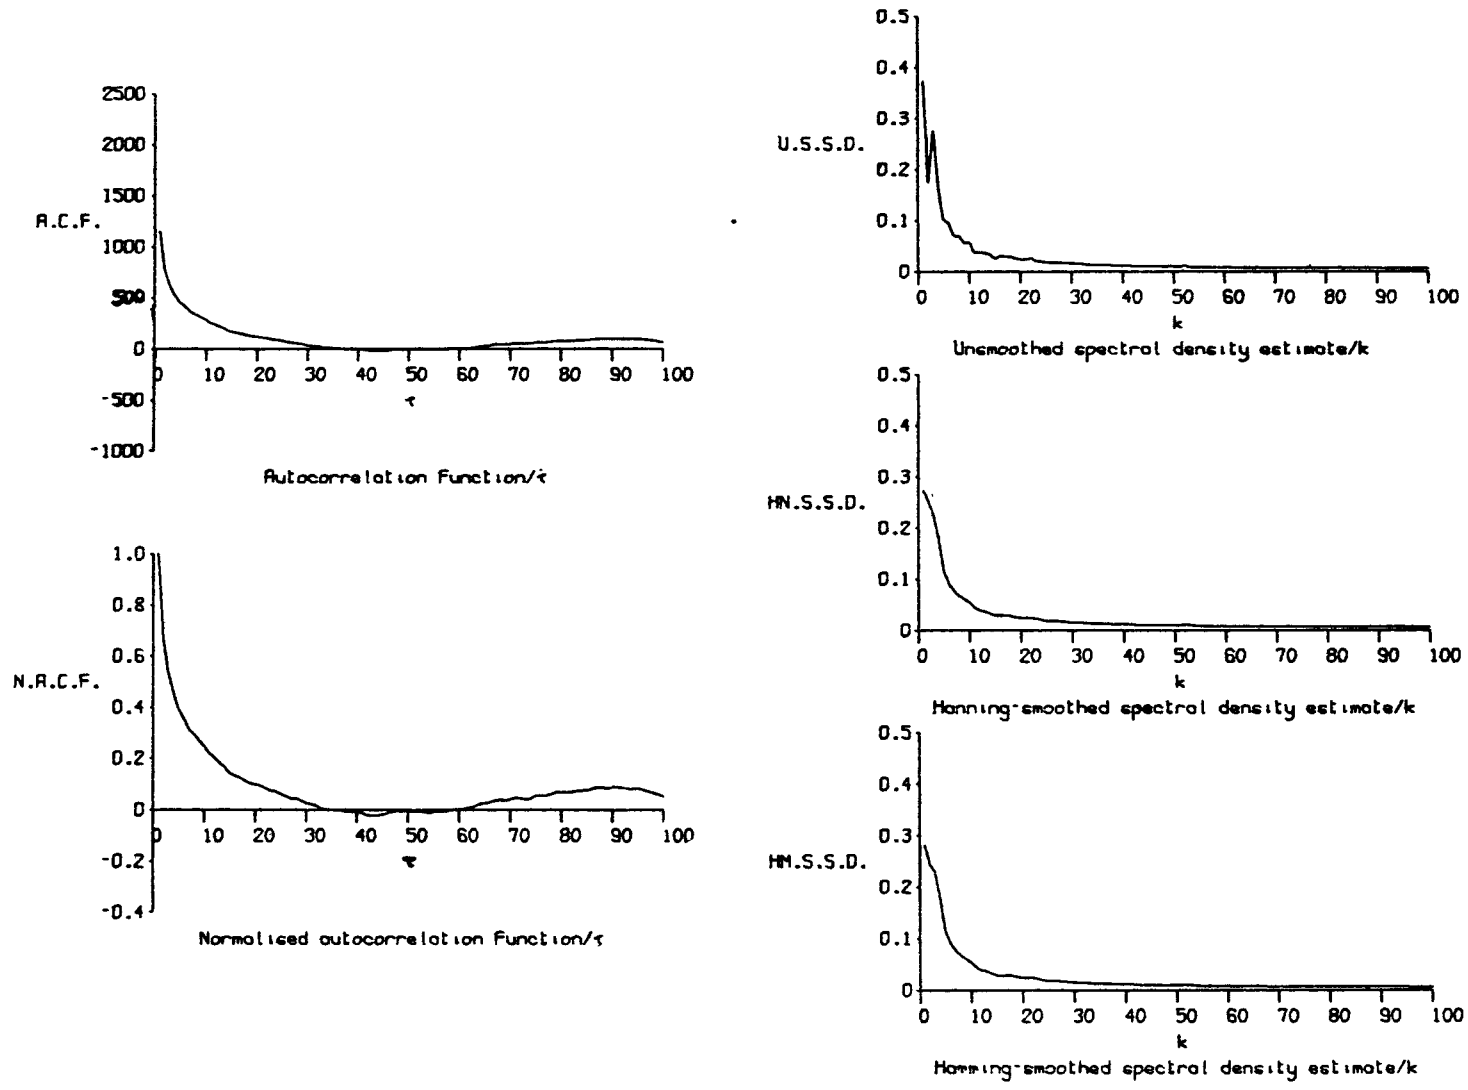 2500
2000
1500
A.C.F.
1000
500
0
0 10 20 30 40 50 60 70 80 90 100
-500
τ
-1000
Autocorrelation Function/τ
1.0
0.8
0.6
N.A.C.F.
0.4
0.2
0
0 10 20 30 40 50 60 70 80 90 100
-0.2
τ
-0.4
Normalised autocorrelation Function/τ
0.5
0.4
0.3
U.S.S.D.
0.2
0.1
0
0 10 20 30 40 50 60 70 80 90 100
k
Unsmoothed spectral density estimate/k
0.5
0.4
0.3
HN.S.S.D.
0.2
0.1
0
0 10 20 30 40 50 60 70 80 90 100
k
Hanning-smoothed spectral density estimate/k
0.5
0.4
0.3
HM.S.S.D.
0.2
0.1
0
0 10 20 30 40 50 60 70 80 90 100
k
Hamming-smoothed spectral density estimate/k